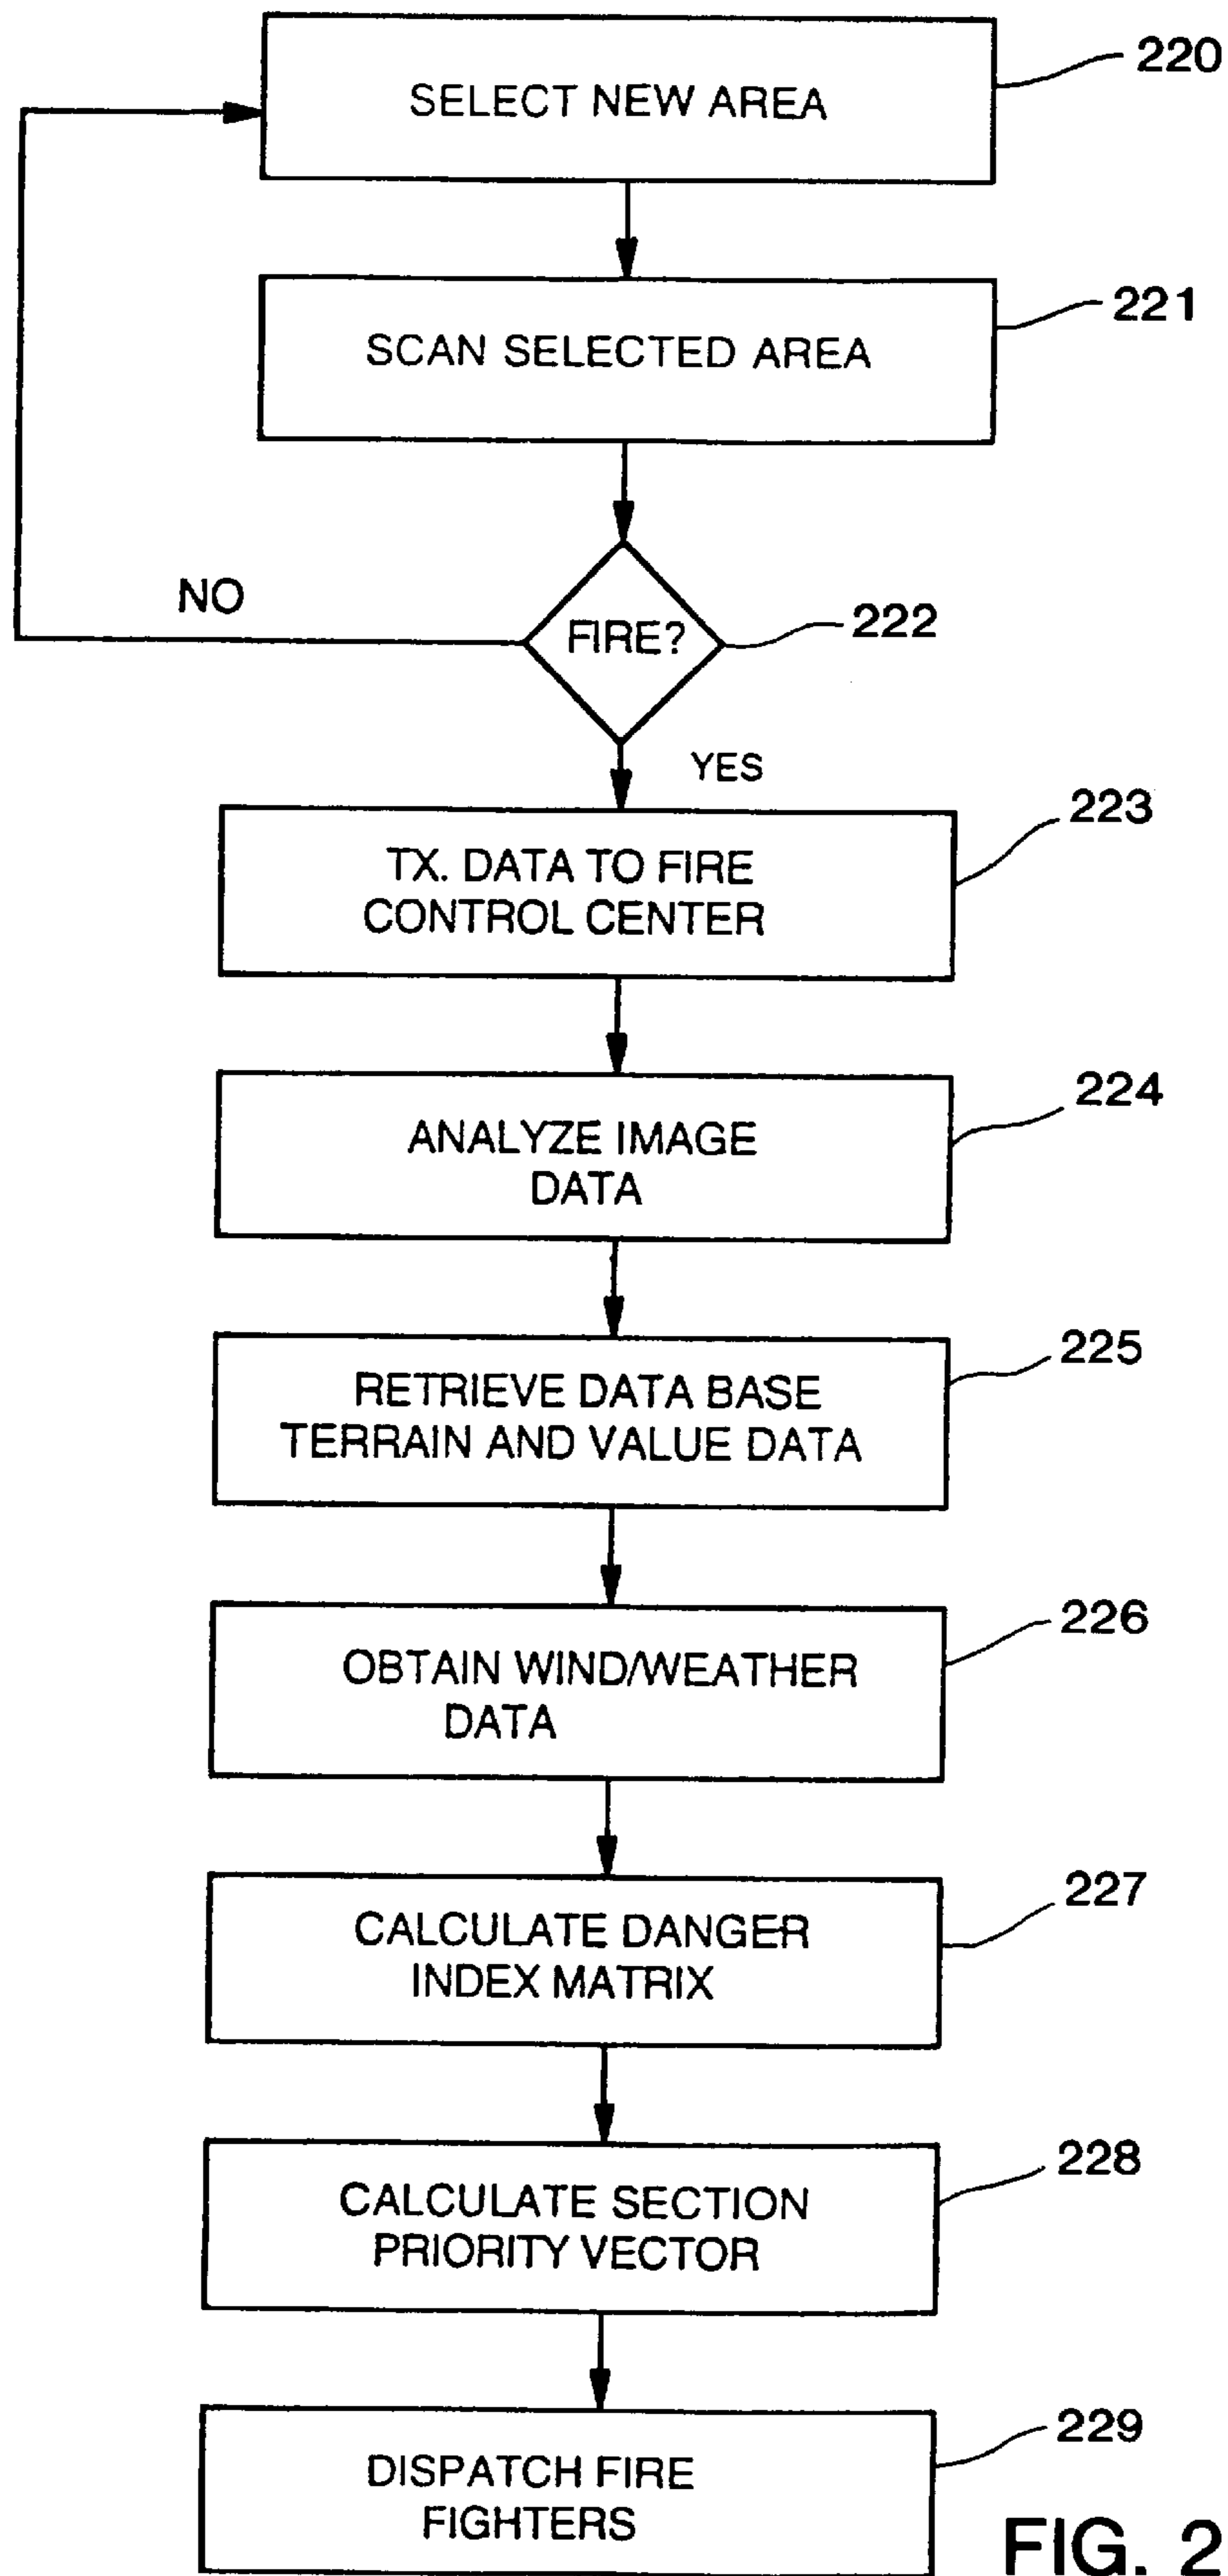 220
SELECT NEW AREA
221
SCAN SELECTED AREA
NO
FIRE?
222
YES
223
TX. DATA TO FIRE
CONTROL CENTER
224
ANALYZE IMAGE
DATA
225
RETRIEVE DATA BASE
TERRAIN AND VALUE DATA
226
OBTAIN WIND/WEATHER
DATA
227
CALCULATE DANGER
INDEX MATRIX
228
CALCULATE SECTION
PRIORITY VECTOR
229
DISPATCH FIRE
FIGHTERS
FIG. 2